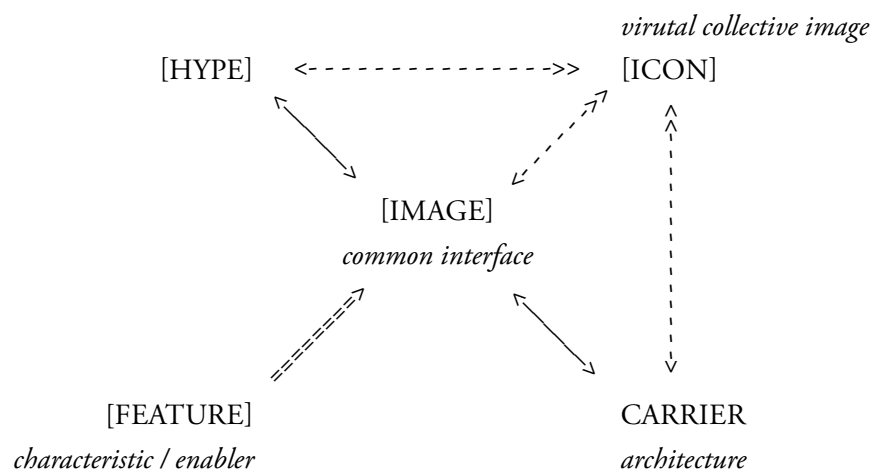 virutal collective image
[HYPE]
[ICON]
[IMAGE]
common interface
[FEATURE]
CARRIER
characteristic / enabler
architecture